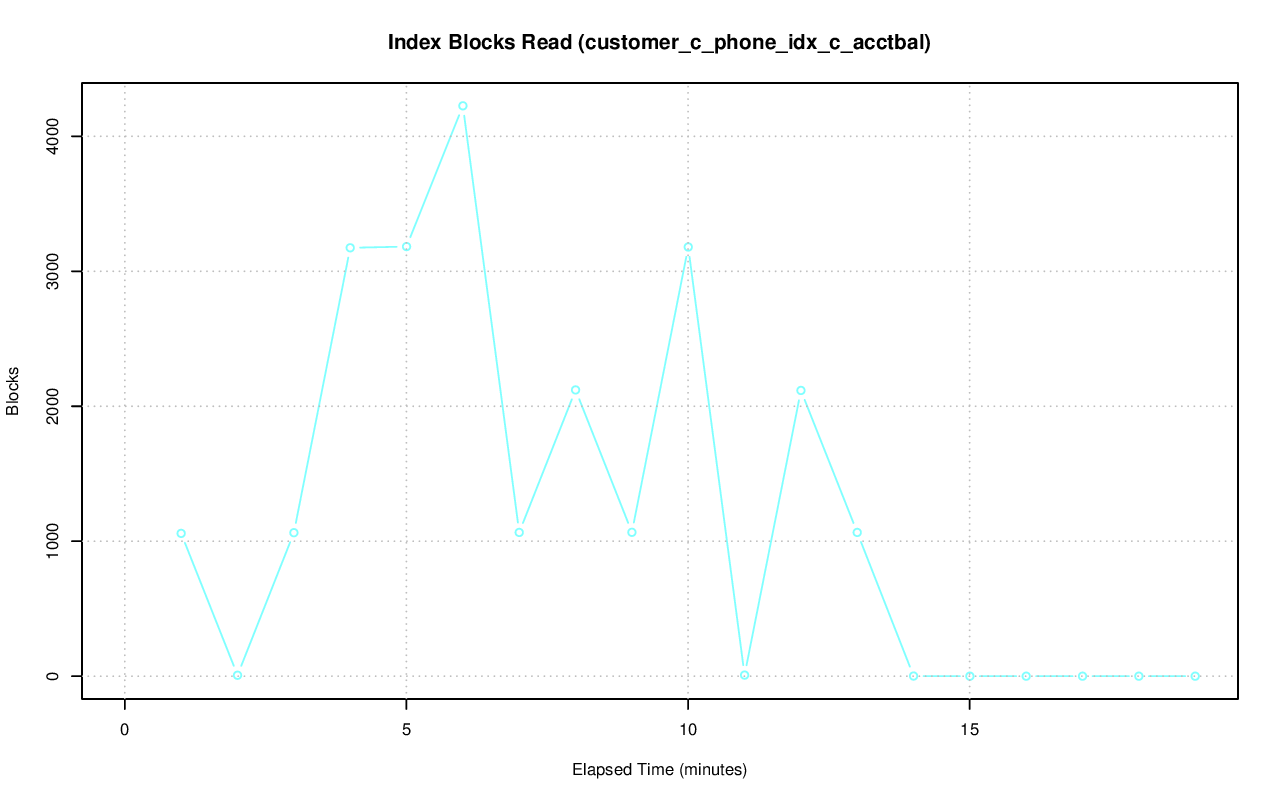 Index Blocks Read (customer_c_phone_idx_c_acctbal)
Blocks
4000
3000
2000
1000
0
0 5 10 15
Elapsed Time (minutes)